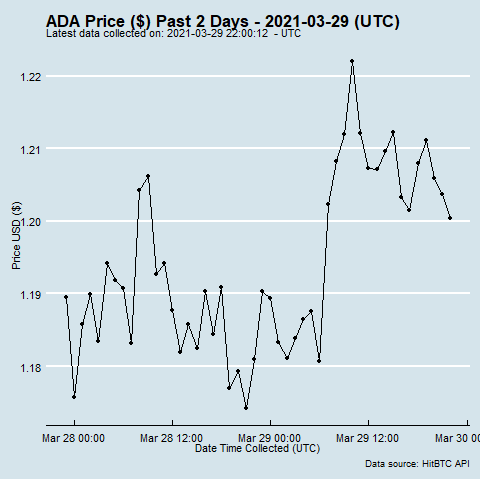 ADA Price ($) Past 2 Days - 2021-03-29 (UTC)
Latest data collected on: 2021-03-29 22:00:12 - UTC
1.22
1.21
1.20
1.19
1.18
Price USD ($)
Mar 28 00:00 Mar 28 12:00 Mar 29 00:00 Mar 29 12:00 Mar 30 00
Date Time Collected (UTC)
Data source: HitBTC API